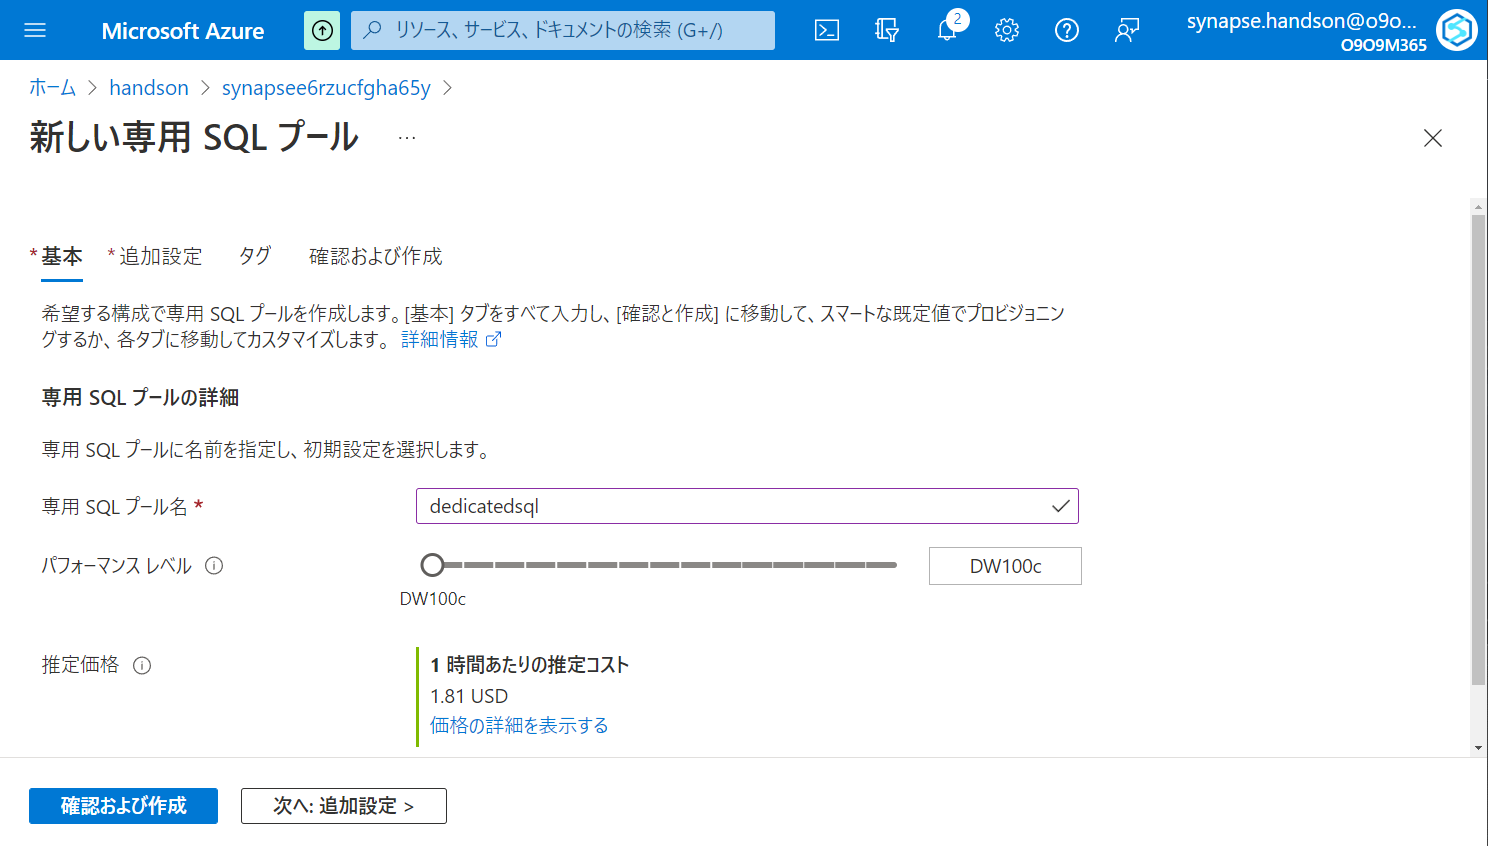 Microsoft Azure
リソース、サービス、ドキュメントの検索 (G+/)
2
synapse.handson@o9o...
O9O9M365
ホーム > handson > synapsee6rzucfgha65y >
新しい専用 SQL プール ...
* 基本 * 追加設定 タグ 確認および作成
希望する構成で専用 SQL プールを作成します。[基本] タブをすべて入力し、[確認と作成] に移動して、スマートな既定値でプロビジョニン
グするか、各タブに移動してカスタマイズします。 詳細情報
専用 SQL プールの詳細
専用 SQL プールに名前を指定し、初期設定を選択します。
専用 SQL プール名 *
dedicatedsql
パフォーマンス レベル
DW100c
DW100c
推定価格
1 時間あたりの推定コスト
1.81 USD
価格の詳細を表示する
確認および作成
次へ: 追加設定 >